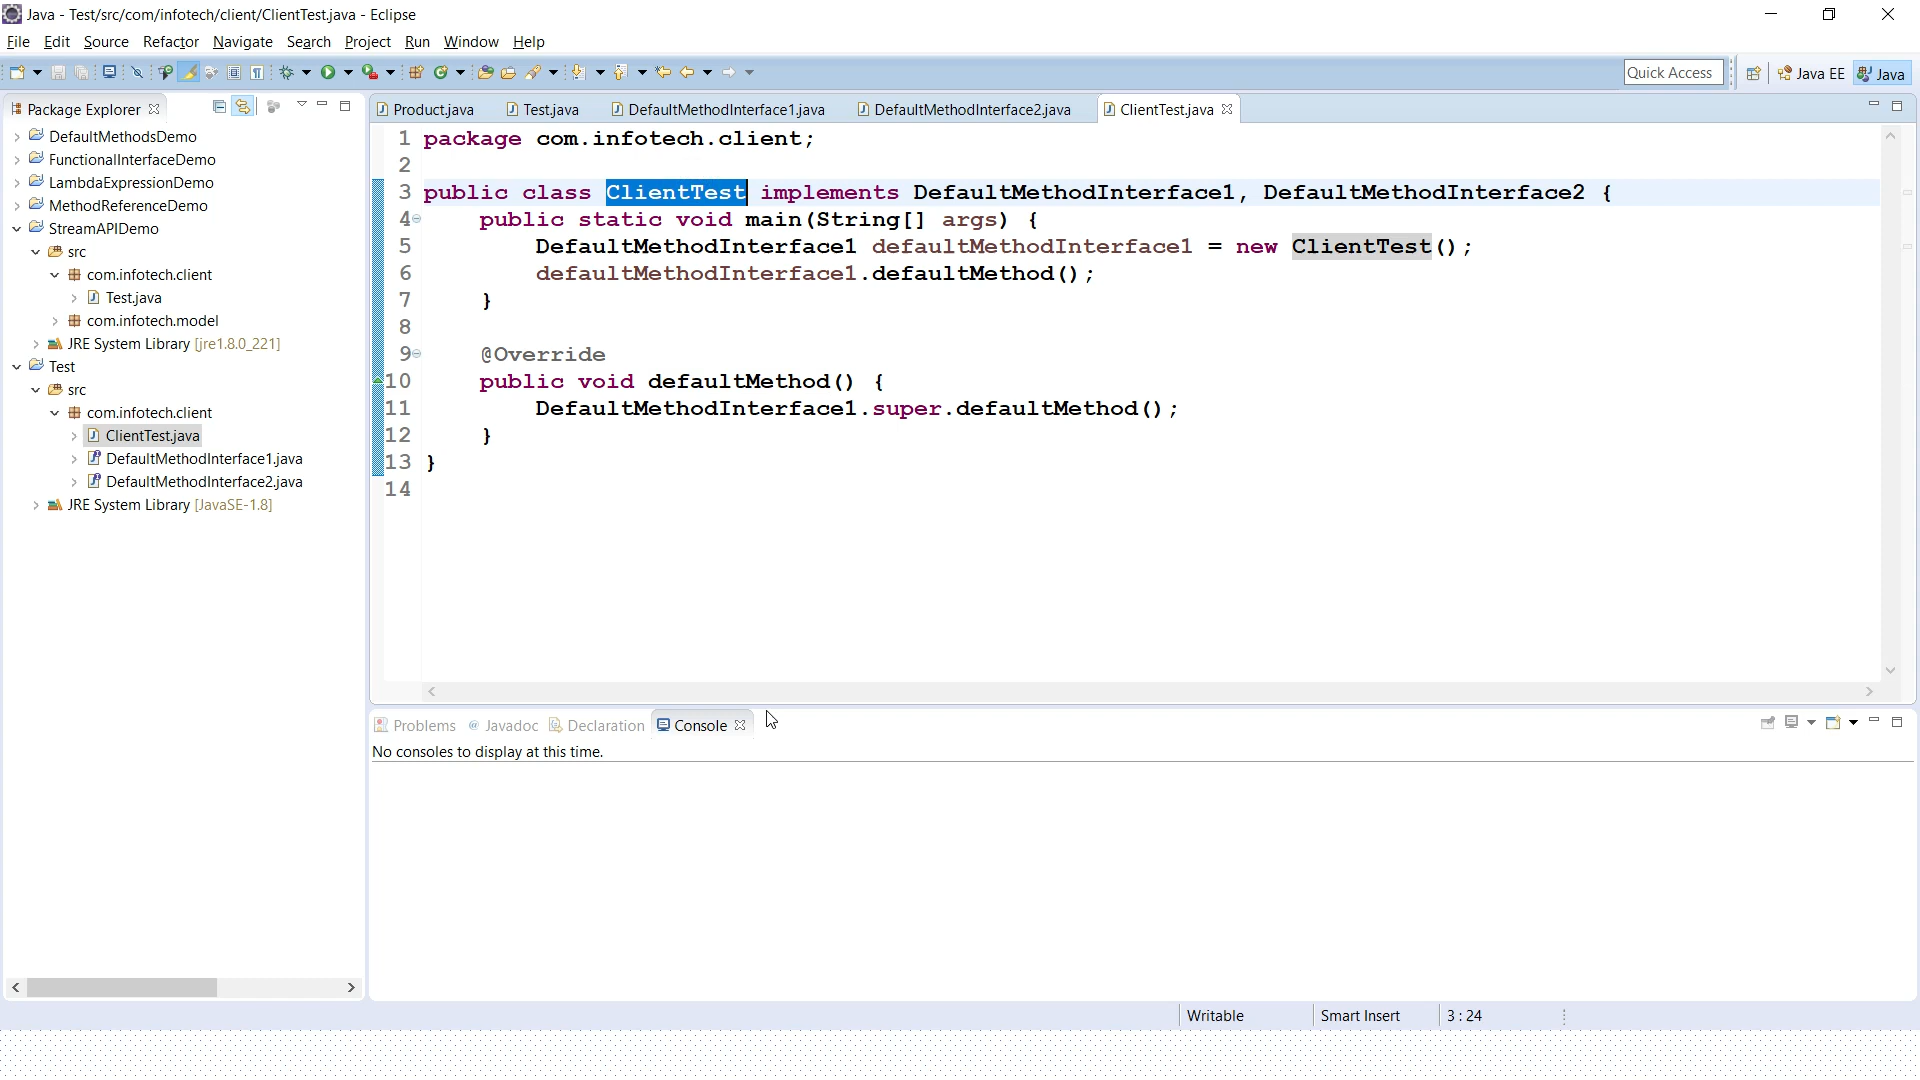 Java - Test/src/com/infotech/client/ClientTest.java - Eclipse
File Edit Source Refactor Navigate Search Project Run Window Help
Quick Access Java EE Java
Package Explorer
DefaultMethodsDemo
FunctionalInterfaceDemo
LambdaExpressionDemo
MethodReferenceDemo
StreamAPIDemo
src
com.infotech.client
Test.java
com.infotech.model
JRE System Library [jre1.8.0_221]
Test
src
com.infotech.client
ClientTest.java
DefaultMethodInterface1.java
DefaultMethodInterface2.java
JRE System Library [JavaSE-1.8]
Product.java Test.java DefaultMethodInterface1.java DefaultMethodInterface2.java ClientTest.java
1 package com.infotech.client;
2
3 public class ClientTest implements DefaultMethodInterface1, DefaultMethodInterface2 {
4 public static void main(String[] args) {
5 DefaultMethodInterface1 defaultMethodInterface1 = new ClientTest();
6 defaultMethodInterface1.defaultMethod();
7 }
8
9 @Override
10 public void defaultMethod() {
11 DefaultMethodInterface1.super.defaultMethod();
12 }
13 }
14
Problems Javadoc Declaration Console
No consoles to display at this time.
Writable Smart Insert 3 : 24